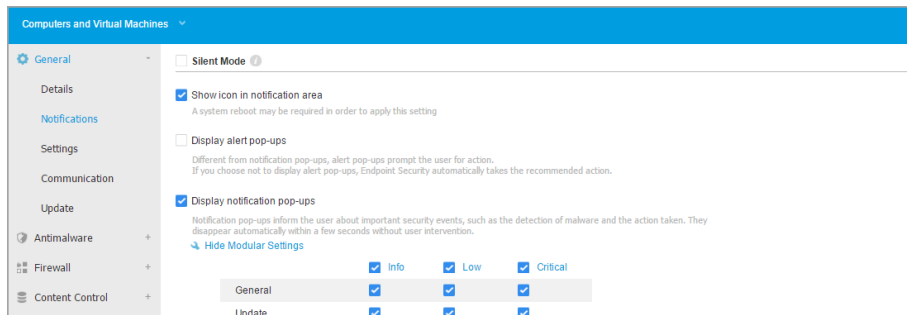 Computers and Virtual Machines
General -
Silent Mode
Details
Show icon in notification area
A system reboot may be required in order to apply this setting
Notifications
Display alert pop-ups
Settings
Different from notification pop-ups, alert pop-ups prompt the user for action.
If you choose not to display alert pop-ups, Endpoint Security automatically takes the recommended action.
Communication
Update
Display notification pop-ups
Notification pop-ups inform the user about important security events, such as the detection of malware and the action taken. They
disappear automatically within a few seconds without user intervention.
Antimalware +
Hide Modular Settings
Firewall +
Info Low Critical
General
Content Control +
Update